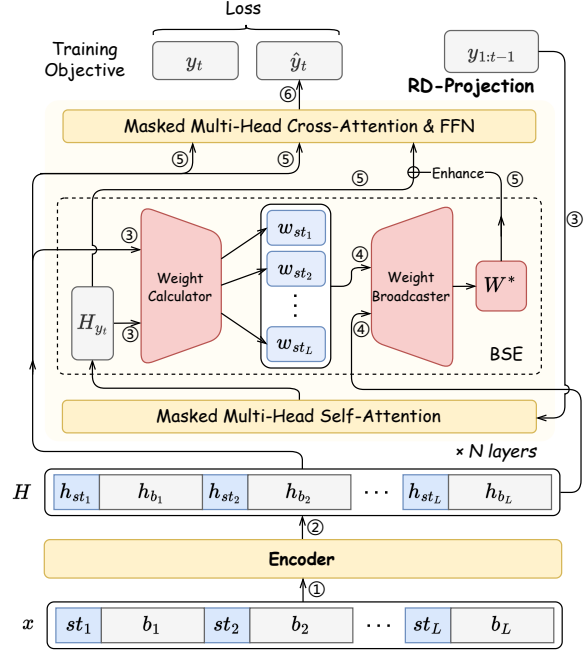 Loss
Training
Objective
y_t
ŷ_t
y_{1:t-1}
RD-Projection
⑥
Masked Multi-Head Cross-Attention & FFN
⑤ ⑤ ⑤ Enhance ⑤
③
③ Weight Calculator ③
w_{st_1}
w_{st_2}
⋮
w_{st_L}
④ Weight Broadcaster ④
W*
H_{y_t}
BSE
Masked Multi-Head Self-Attention
× N layers
H h_{st_1} h_{b_1} h_{st_2} h_{b_2} ··· h_{st_L} h_{b_L}
②
Encoder
①
x st_1 b_1 st_2 b_2 ··· st_L b_L